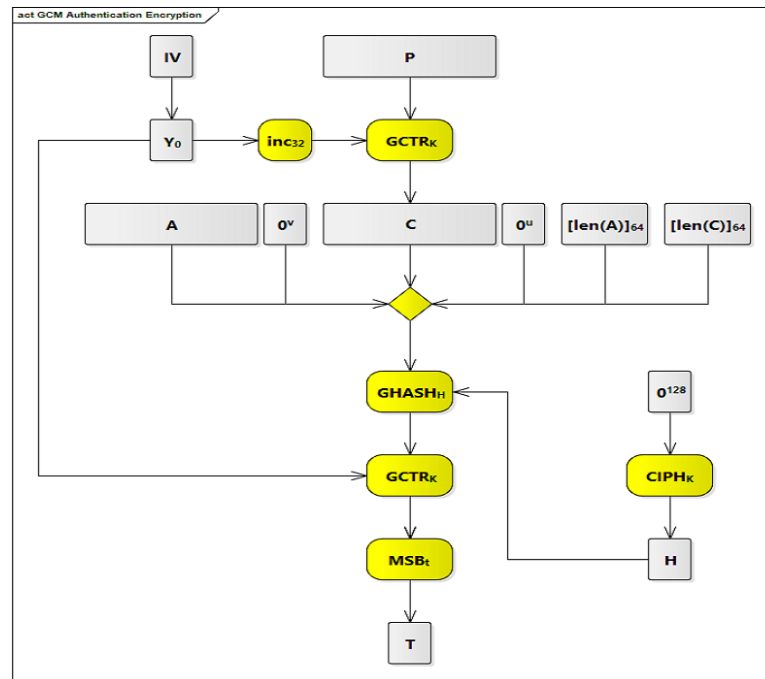 act GCM Authentication Encryption
IV
P
Y₀
inc₃₂
GCTRK
A
0ᵛ
C
0ᵘ
[len(A)]₆₄
[len(C)]₆₄
GHASHH
0¹²⁸
GCTRK
CIPHK
MSBₜ
H
T